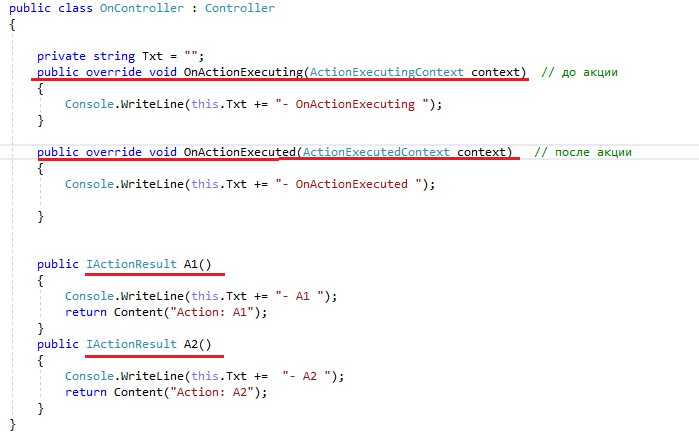 public class OnController : Controller
{
private string Txt = "";
public override void OnActionExecuting(ActionExecutingContext context)  // до акции
{
Console.WriteLine(this.Txt += "- OnActionExecuting ");
}
public override void OnActionExecuted(ActionExecutedContext context)   // после акции
{
Console.WriteLine(this.Txt += "- OnActionExecuted ");
}
public IActionResult A1()
{
Console.WriteLine(this.Txt += "- A1 ");
return Content("Action: A1");
}
public IActionResult A2()
{
Console.WriteLine(this.Txt +=  "- A2 ");
return Content("Action: A2");
}
}